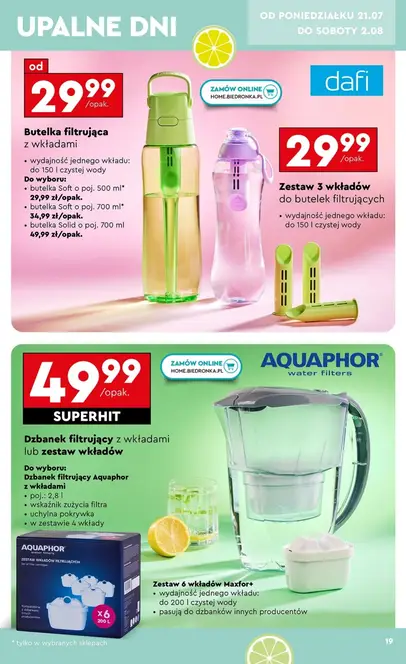 UPALNE DNI
OD PONIEDZIAŁKU 21.07
DO SOBOTY 2.08
od
29 99
/opak.
Butelka filtrująca
z wkładami
• wydajność jednego wkładu:
do 150 l czystej wody
Do wyboru:
• butelka Soft o poj. 500 ml*
29,99 zł/opak.
• butelka Soft o poj. 700 ml*
34,99 zł/opak.
• butelka Solid o poj. 700 ml
49,99 zł/opak.
ZAMÓW ONLINE
HOME.BIEDRONKA.PL
dafi
29 99
/opak.
Zestaw 3 wkładów
do butelek filtrujących
• wydajność jednego wkładu:
do 150 l czystej wody
49 99
/opak.
SUPERHIT
ZAMÓW ONLINE
HOME.BIEDRONKA.PL
AQUAPHOR®
water filters
Dzbanek filtrujący z wkładami
lub zestaw wkładów
Do wyboru:
Dzbanek filtrujący Aquaphor
z wkładami
• poj.: 2,8 l
• wskaźnik zużycia filtra
• uchylna pokrywka
• w zestawie 4 wkłady
AQUAPHOR
ZESTAW WKŁADÓW FILTRUJĄCYCH
x6
200 L
Zestaw 6 wkładów Maxfor+
• wydajność jednego wkładu:
do 200 l czystej wody
• pasują do dzbanków innych producentów
* tylko w wybranych sklepach
19